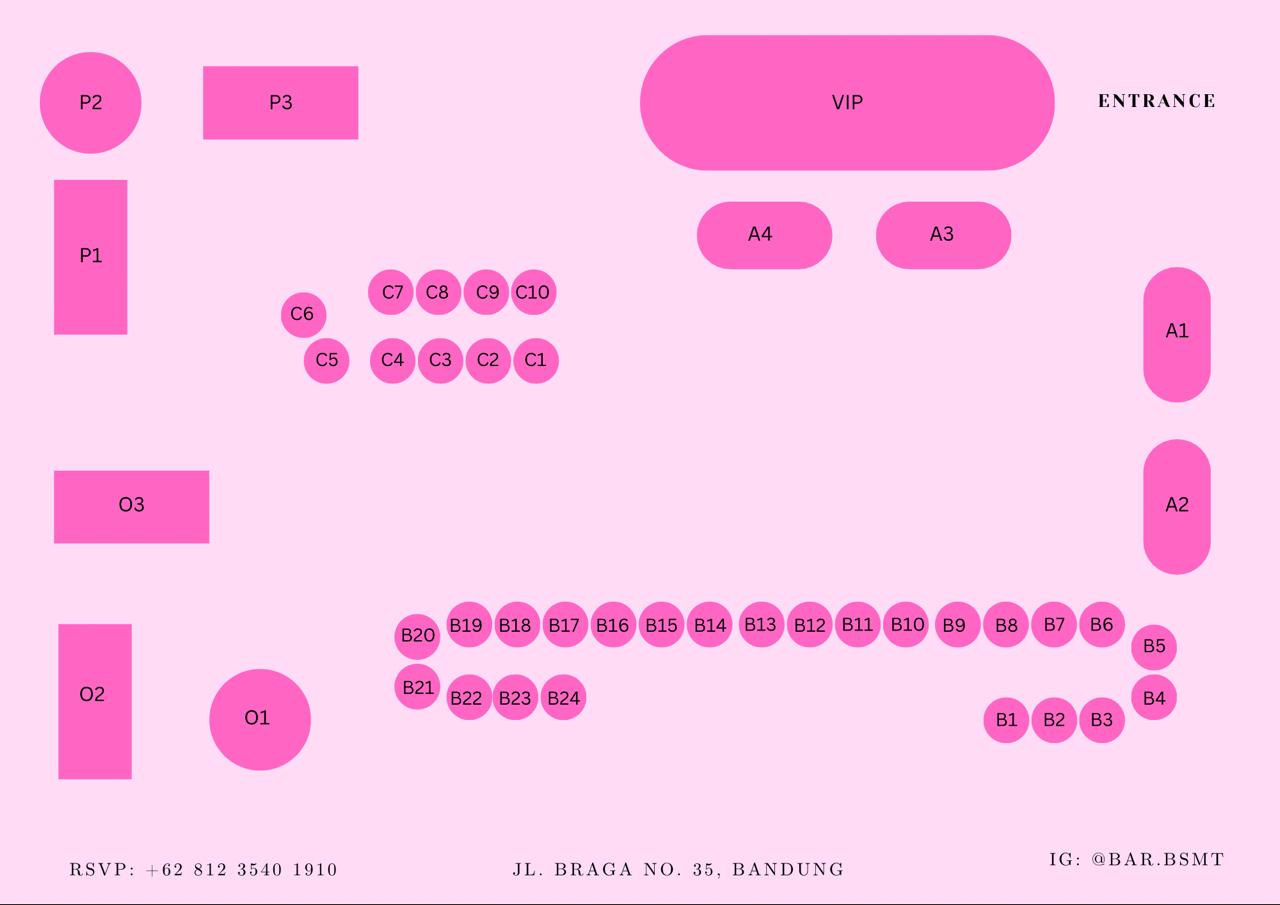 P2
P3
VIP
ENTRANCE
A4
A3
P1
C7 C8 C9 C10
C6
A1
C5 C4 C3 C2 C1
O3
A2
B20 B19 B18 B17 B16 B15 B14 B13 B12 B11 B10 B9 B8 B7 B6
B5
B21 B22 B23 B24
B4
O2
O1
B1 B2 B3
RSVP: +62 812 3540 1910
JL. BRAGA NO. 35, BANDUNG
IG: @BAR.BSMT